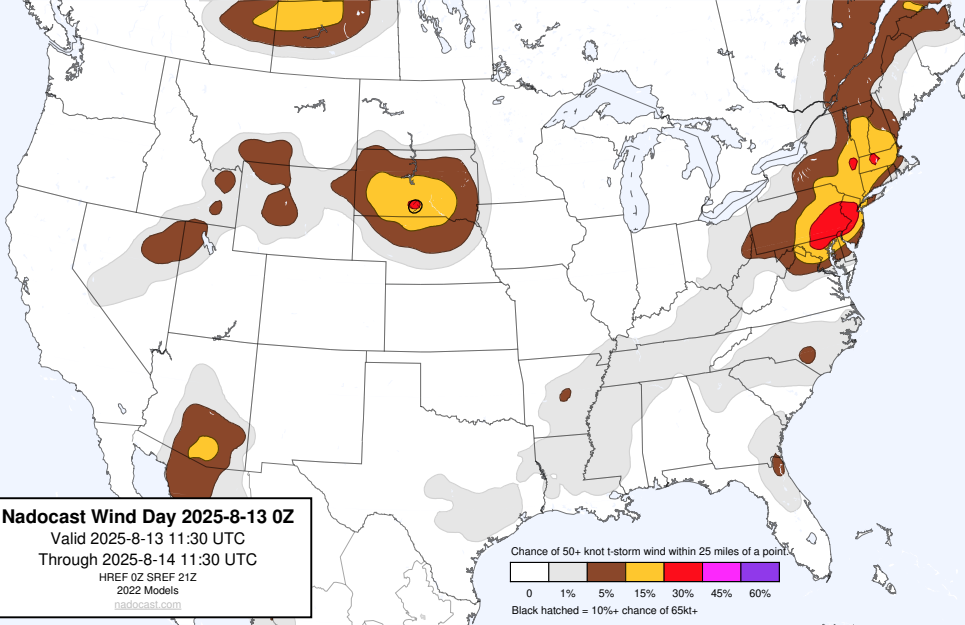 Nadocast Wind Day 2025-8-13 0Z
Valid 2025-8-13 11:30 UTC
Through 2025-8-14 11:30 UTC
HREF 0Z SREF 21Z
2022 Models
nadocast.com
Chance of 50+ knot t-storm wind within 25 miles of a point.
0 1% 5% 15% 30% 45% 60%
Black hatched = 10%+ chance of 65kt+